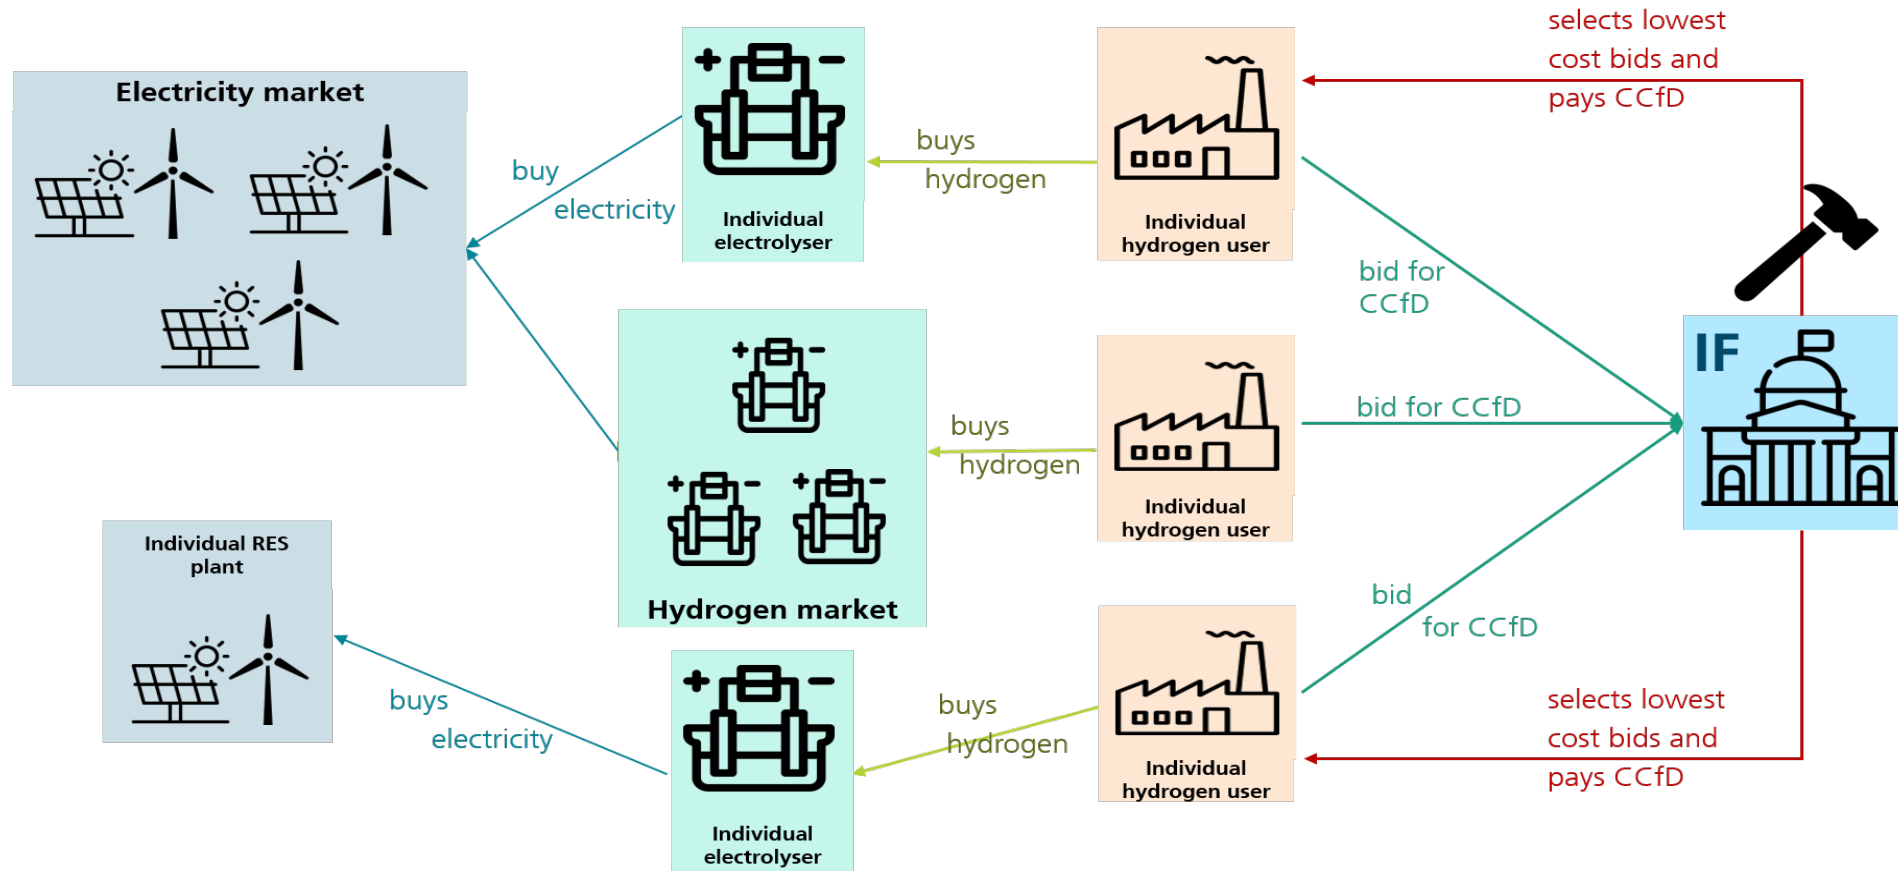 Electricity market
buy
electricity
Individual
electrolyser
buys
hydrogen
Individual
hydrogen user
selects lowest
cost bids and
pays CCfD
bid for
CCfD
IF
Hydrogen market
buys
hydrogen
Individual
hydrogen user
bid for CCfD
Individual RES
plant
buys
electricity
Individual
electrolyser
buys
hydrogen
Individual
hydrogen user
bid
for CCfD
selects lowest
cost bids and
pays CCfD